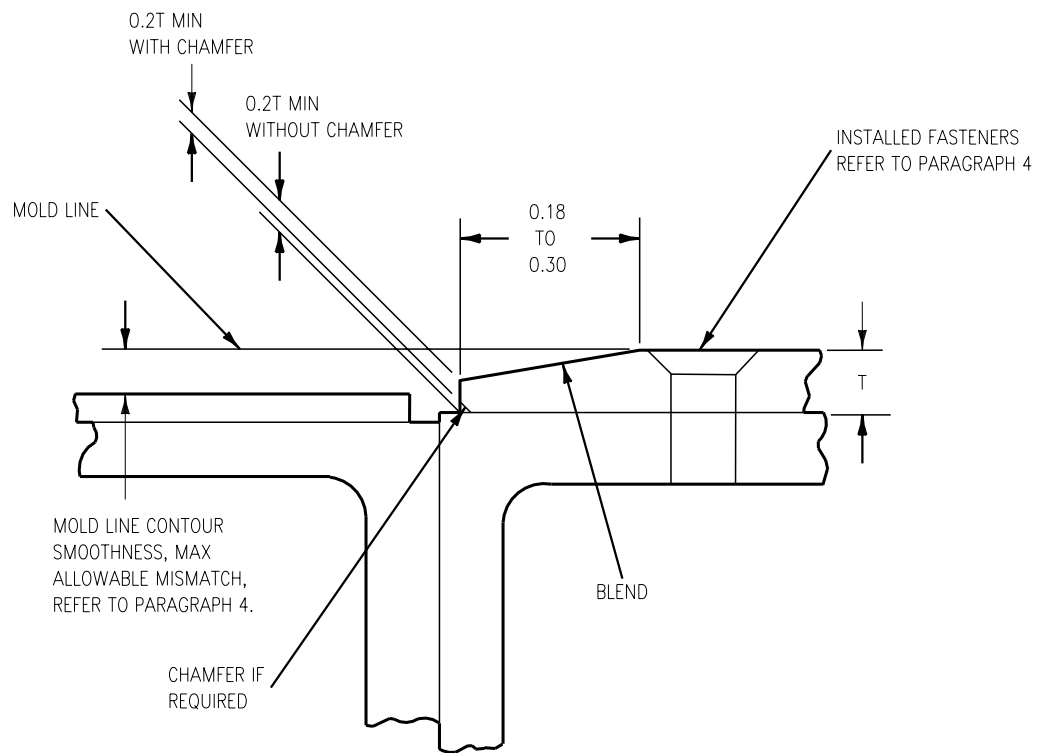 0.2T MIN
WITH CHAMFER
0.2T MIN
WITHOUT CHAMFER
INSTALLED FASTENERS
REFER TO PARAGRAPH 4
MOLD LINE
0.18
TO
0.30
T
MOLD LINE CONTOUR
SMOOTHNESS, MAX
ALLOWABLE MISMATCH,
REFER TO PARAGRAPH 4.
BLEND
CHAMFER IF
REQUIRED